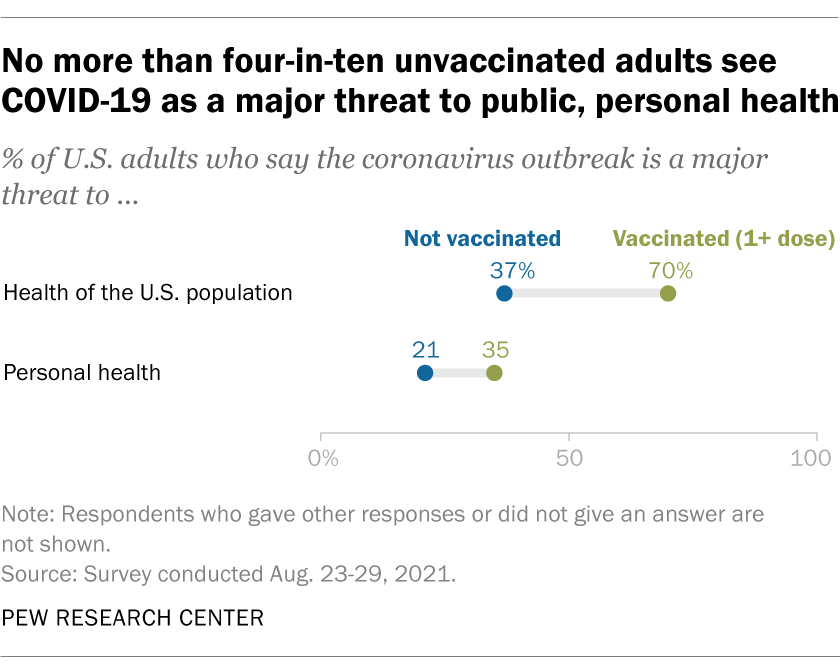 No more than four-in-ten unvaccinated adults see
COVID-19 as a major threat to public, personal health
% of U.S. adults who say the coronavirus outbreak is a major
threat to ...
Not vaccinated Vaccinated (1+ dose)
37% 70%
Health of the U.S. population
21 35
Personal health
0% 50 100
Note: Respondents who gave other responses or did not give an answer are
not shown.
Source: Survey conducted Aug. 23-29, 2021.
PEW RESEARCH CENTER